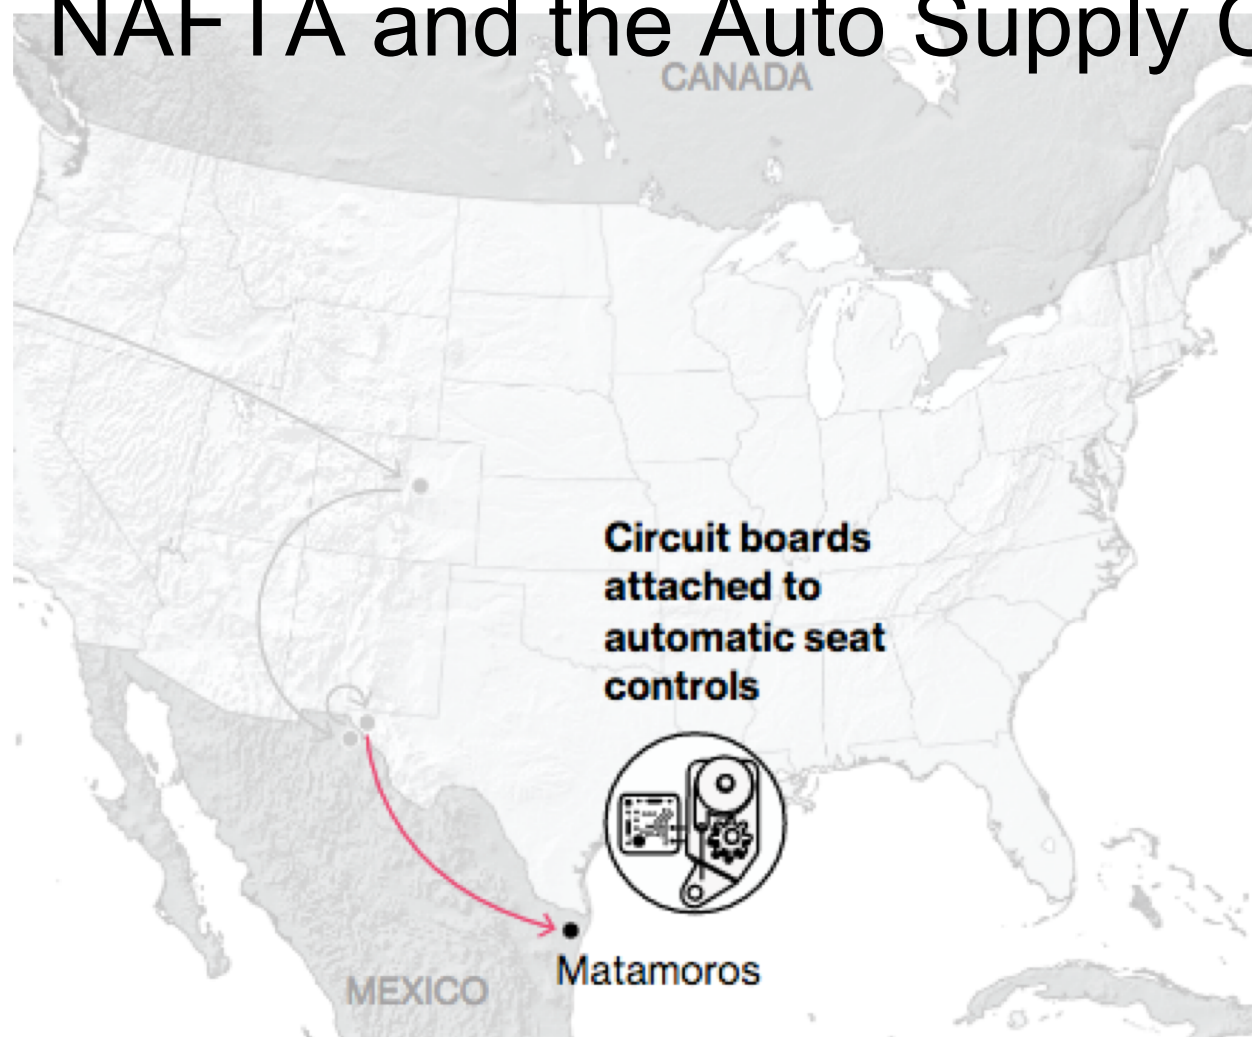 NAFTA and the Auto Supply
CANADA
Circuit boards
attached to
automatic seat
controls
Matamoros
MEXICO